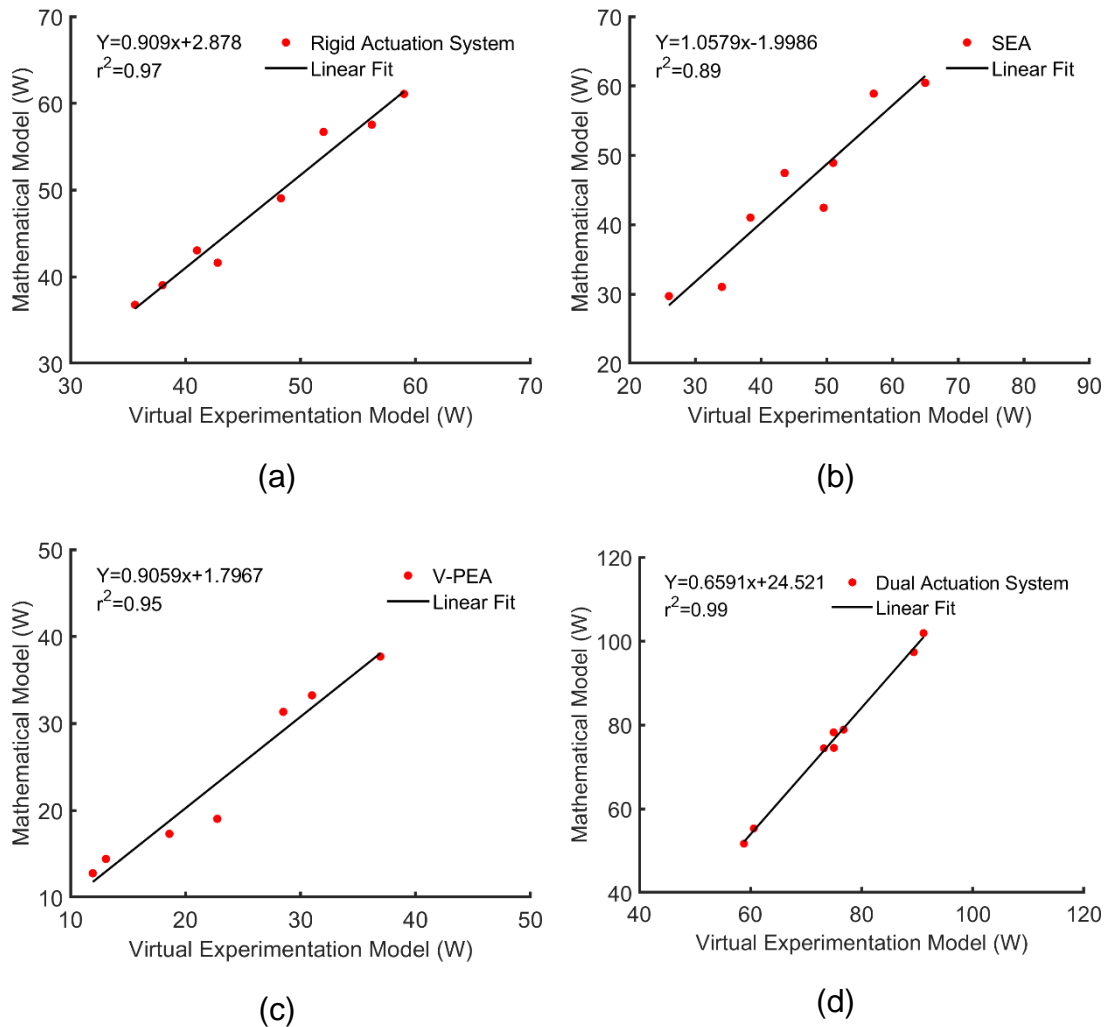 Y=0.909x+2.878
r²=0.97
Rigid Actuation System
Linear Fit
70
60
50
40
30
30 40 50 60 70
Mathematical Model (W)
Virtual Experimentation Model (W)
(a)
Y=1.0579x-1.9986
r²=0.89
SEA
Linear Fit
70
60
50
40
30
20
20 30 40 50 60 70 80 90
Mathematical Model (W)
Virtual Experimentation Model (W)
(b)
Y=0.9059x+1.7967
r²=0.95
V-PEA
Linear Fit
50
40
30
20
10
10 20 30 40 50
Mathematical Model (W)
Virtual Experimentation Model (W)
(c)
Y=0.6591x+24.521
r²=0.99
Dual Actuation System
Linear Fit
120
100
80
60
40
40 60 80 100 120
Mathematical Model (W)
Virtual Experimentation Model (W)
(d)